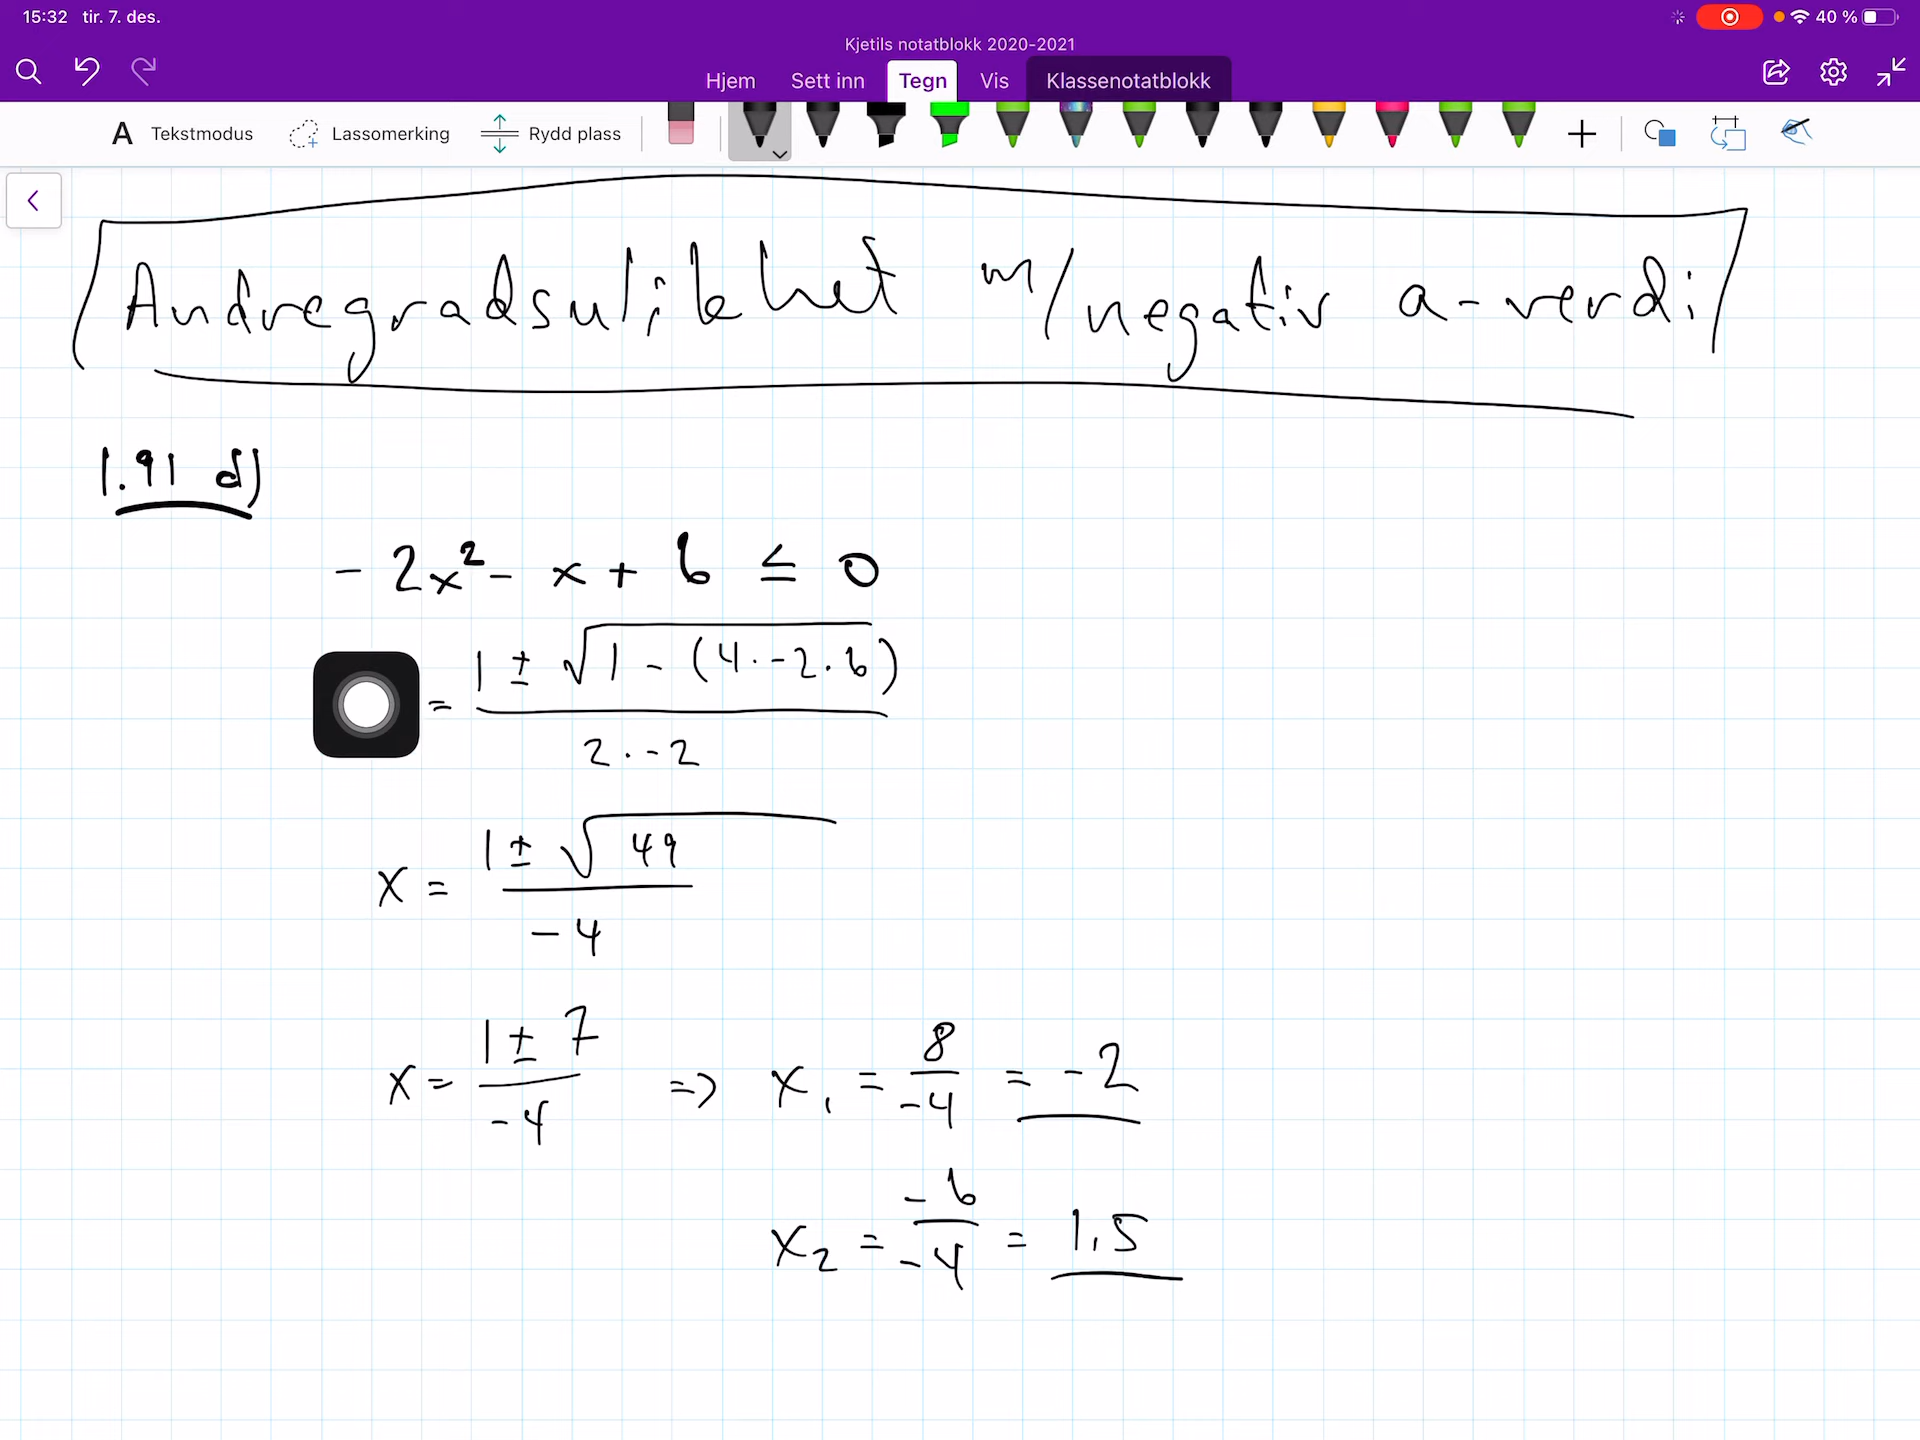 15:32 tir. 7. des.
40 %
Kjetils notatblokk 2020-2021
Hjem Sett inn Tegn Vis Klassenotatblokk
A Tekstmodus Lassomerking Rydd plass
Andregradsulikhet m/negativ a-verdi
1.91 d)
- 2x² - x + 6 ≤ 0
= (1 ± √(1 - (4·-2·6))) / (2·-2)
x = (1 ± √49) / -4
x = (1 ± 7) / -4 => x₁ = 8 / -4 = -2
x₂ = -6 / -4 = 1,5